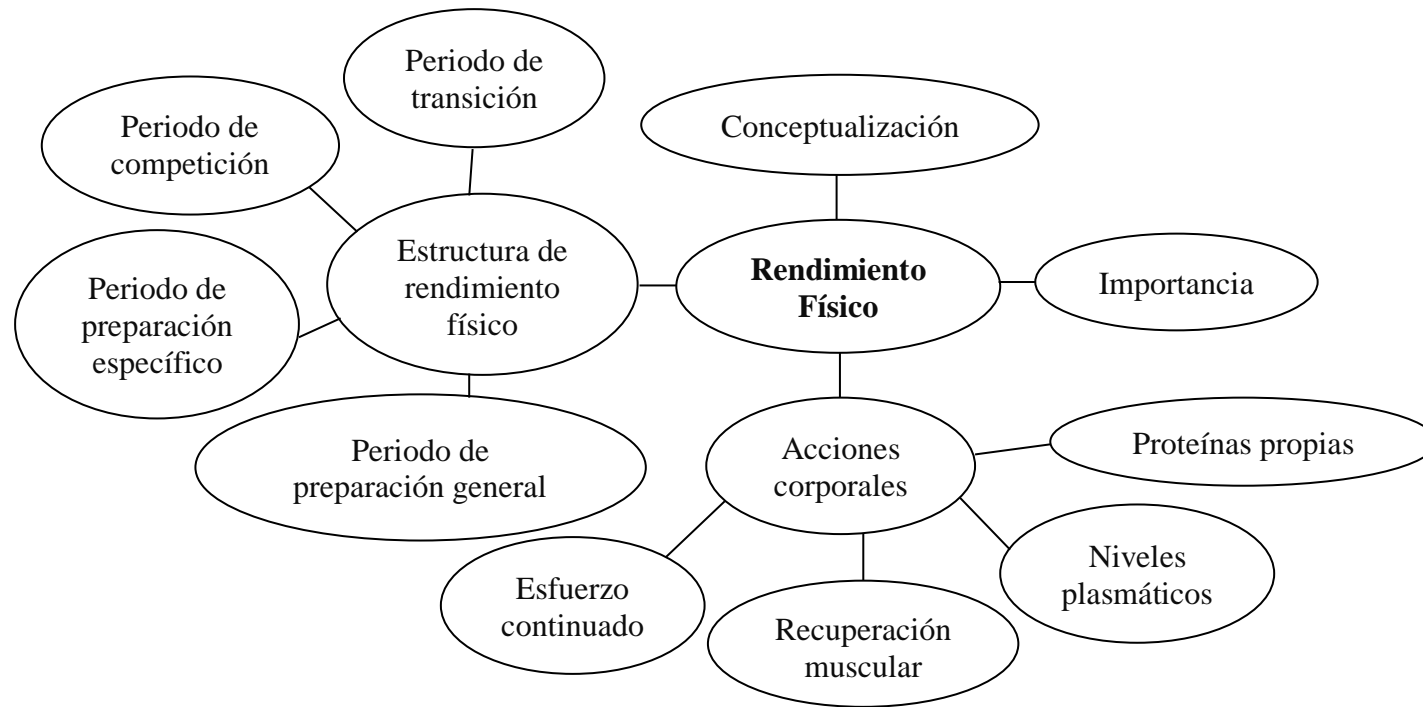 Periodo de
transición
Periodo de
competición
Conceptualización
Estructura de
rendimiento
físico
Rendimiento
Físico
Importancia
Periodo de
preparación
específico
Periodo de
preparación general
Acciones
corporales
Proteínas propias
Niveles
plasmáticos
Esfuerzo
continuado
Recuperación
muscular